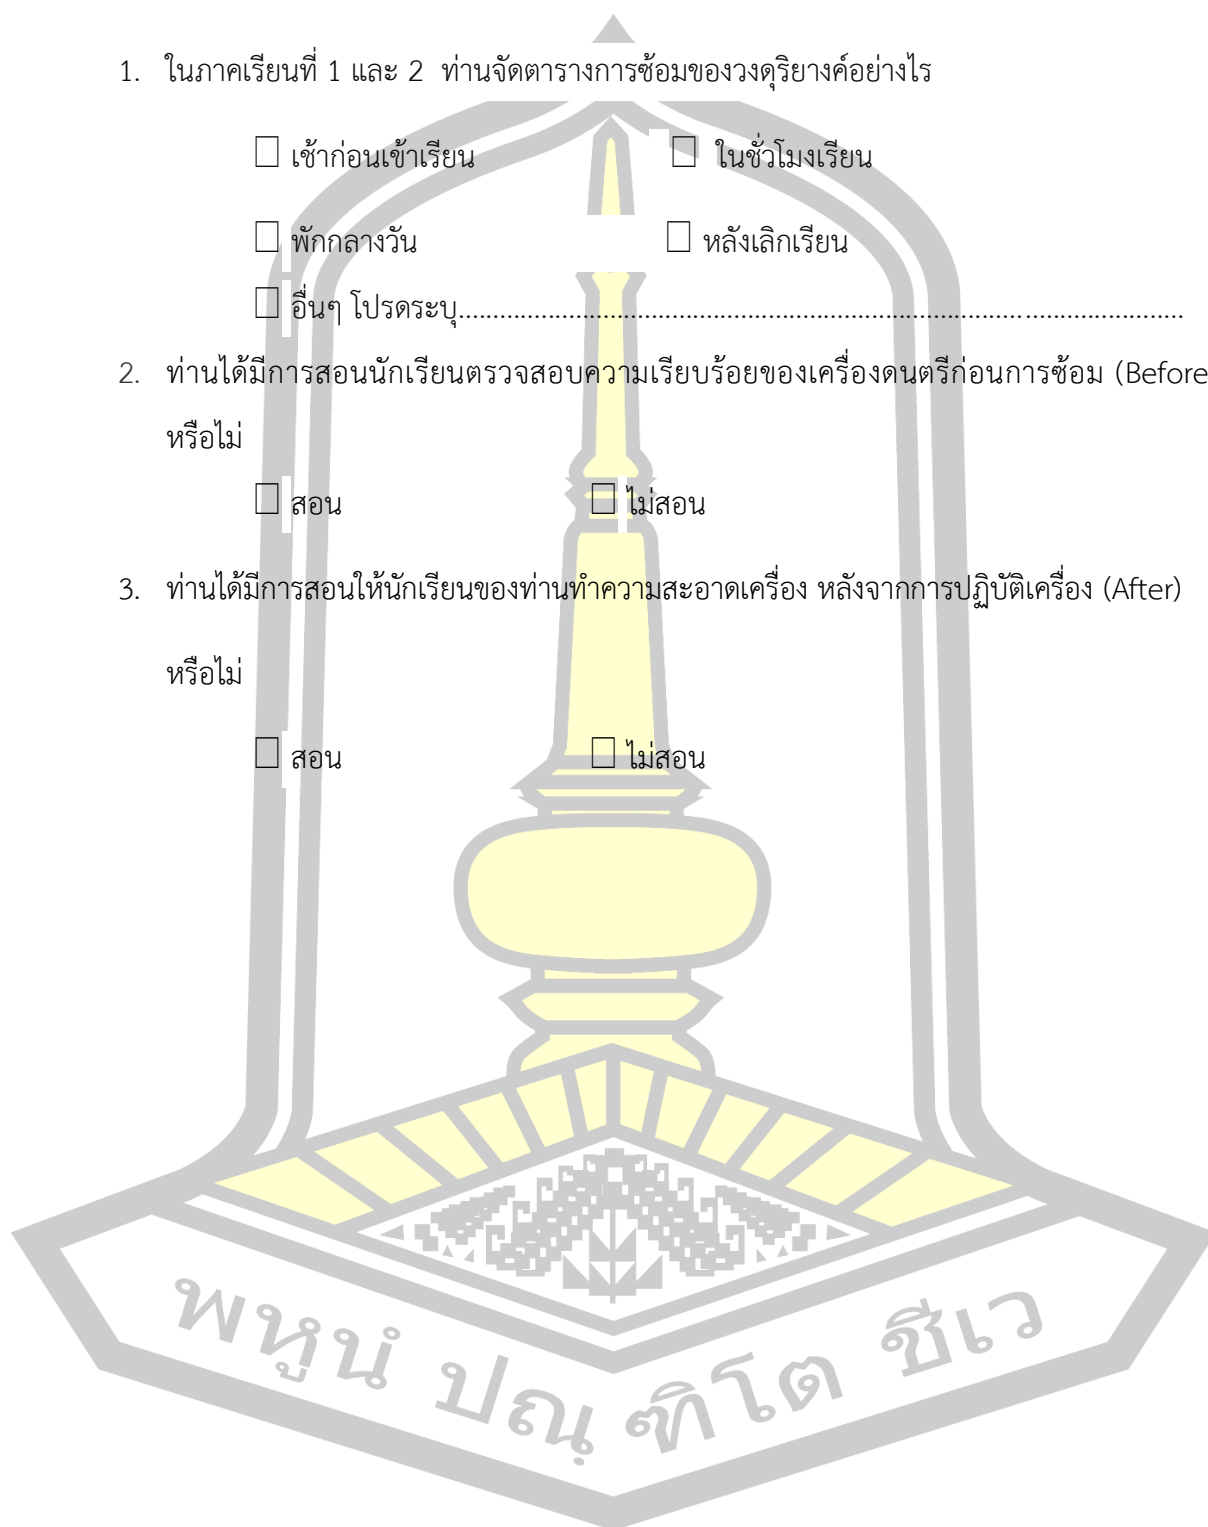 1. ในภาคเรียนที่ 1 และ 2 ท่านจัดตารางการซ้อมของวงดุริยางค์อย่างไร
☐ เช้าก่อนเข้าเรียน ☐ ในชั่วโมงเรียน
☐ พักกลางวัน ☐ หลังเลิกเรียน
☐ อื่นๆ โปรดระบุ..........................................................................................................
2. ท่านได้มีการสอนนักเรียนตรวจสอบความเรียบร้อยของเครื่องดนตรีก่อนการซ้อม (Before
หรือไม่
☐ สอน ☐ ไม่สอน
3. ท่านได้มีการสอนให้นักเรียนของท่านทำความสะอาดเครื่อง หลังจากการปฏิบัติเครื่อง (After)
หรือไม่
☐ สอน ☐ ไม่สอน
พหูนํ ปณฺฑิโต ชีเว